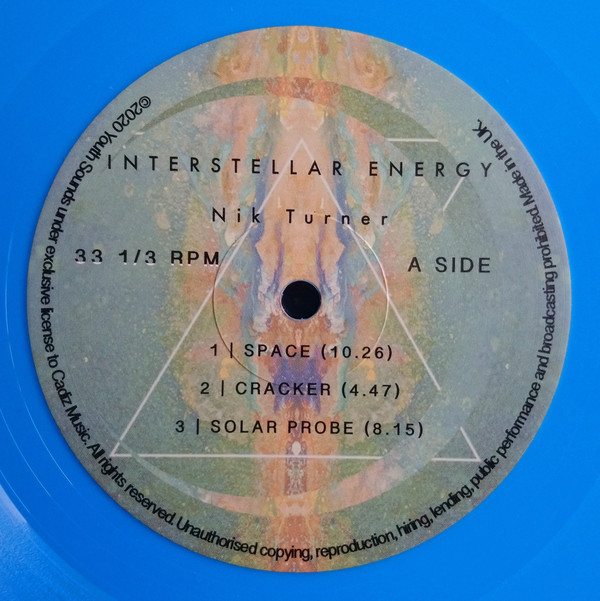 INTERSTELLAR ENERGY
Nik Turner
33 1/3 RPM
A SIDE
1 | SPACE (10.26)
2 | CRACKER (4.47)
3 | SOLAR PROBE (8.15)
©2020 Youth Sounds under exclusive license to Cadiz Music. All rights reserved. Unauthorised copying, reproduction, hiring, lending, public performance and broadcasting prohibited. Made in the UK.